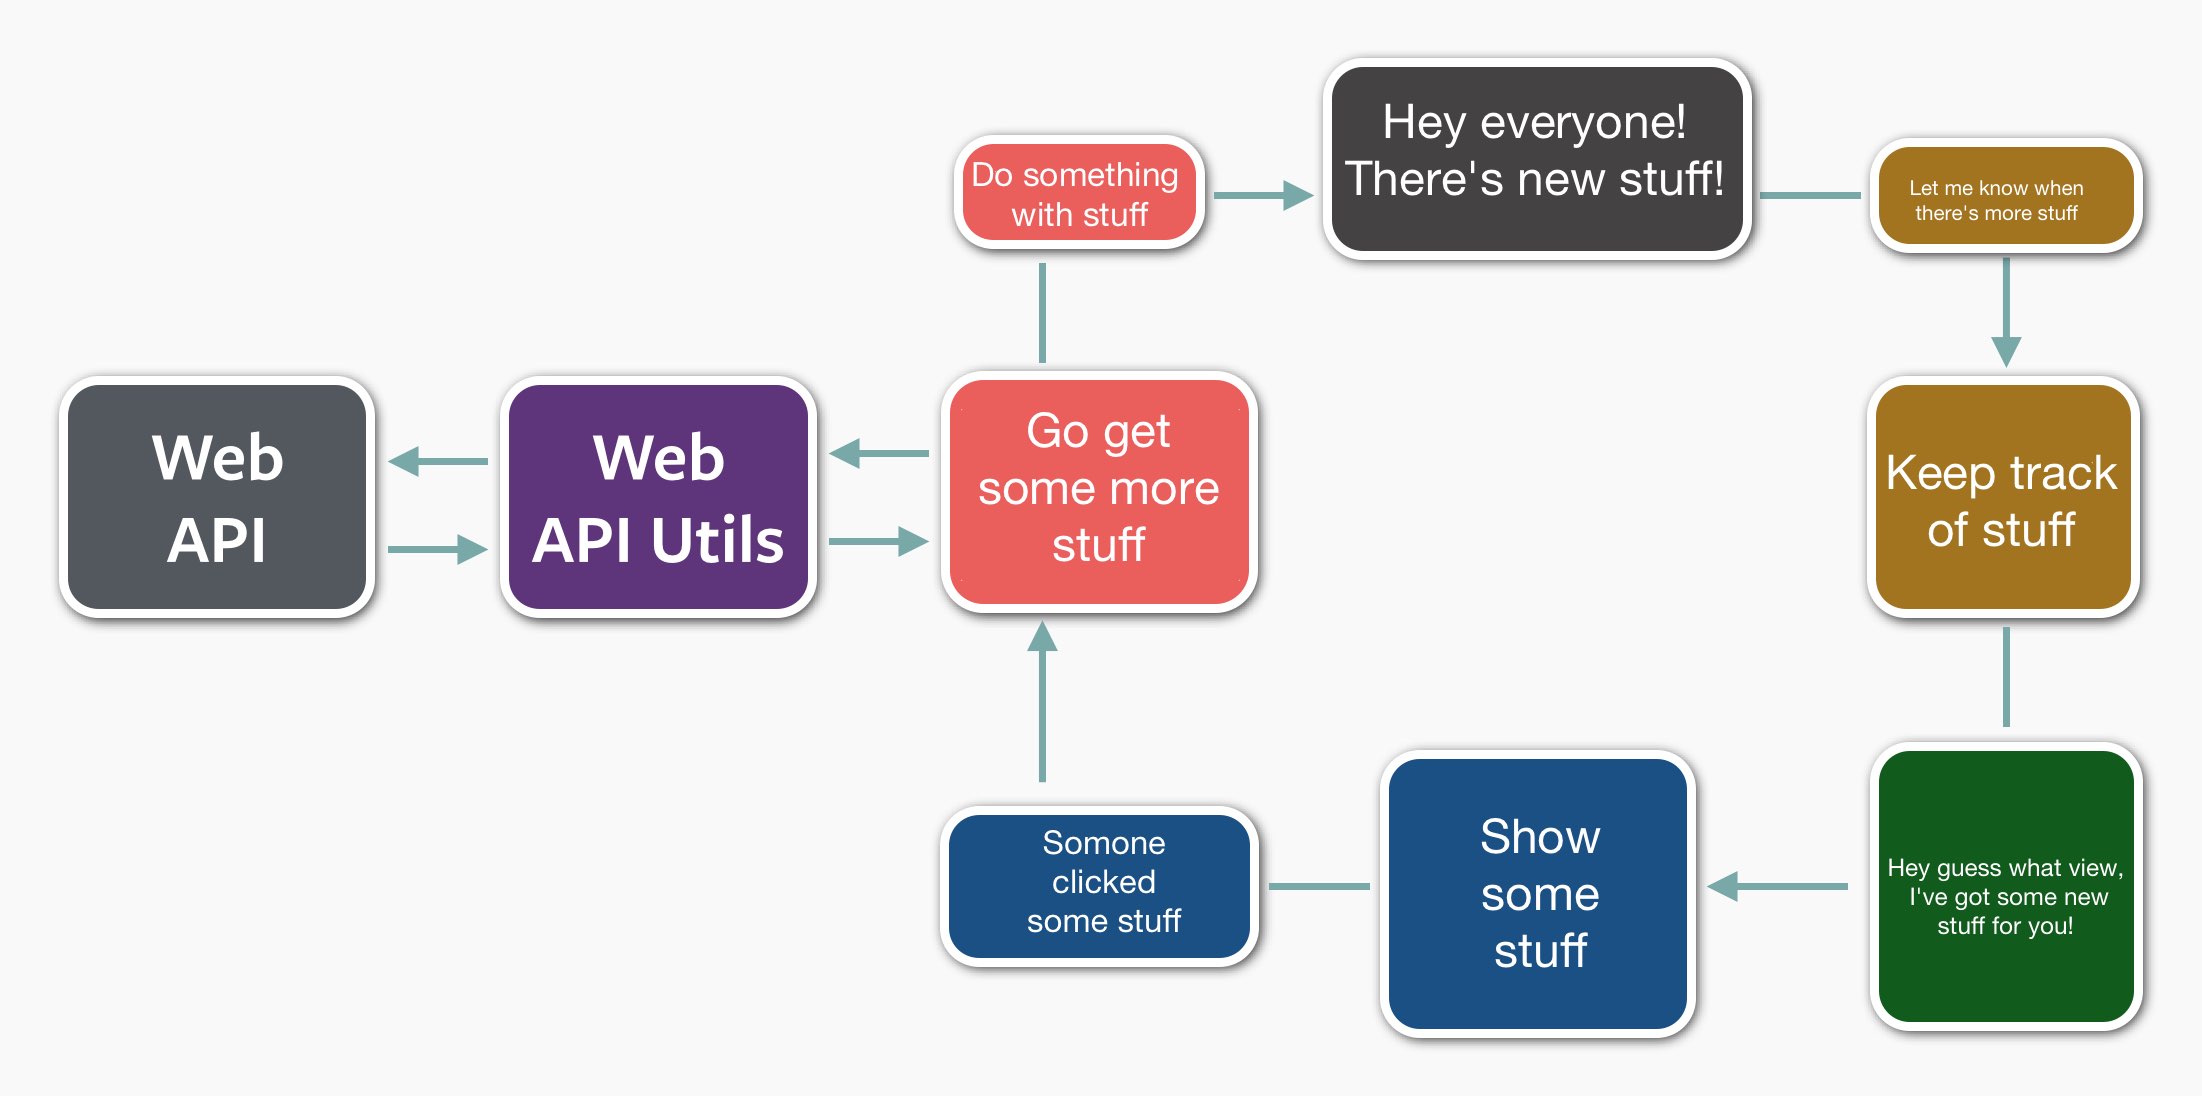 Do something
with stuff
Hey everyone!
There's new stuff!
Let me know when
there's more stuff
Web
API
Web
API Utils
Go get
some more
stuff
Keep track
of stuff
Somone
clicked
some stuff
Show
some
stuff
Hey guess what view,
I've got some new
stuff for you!